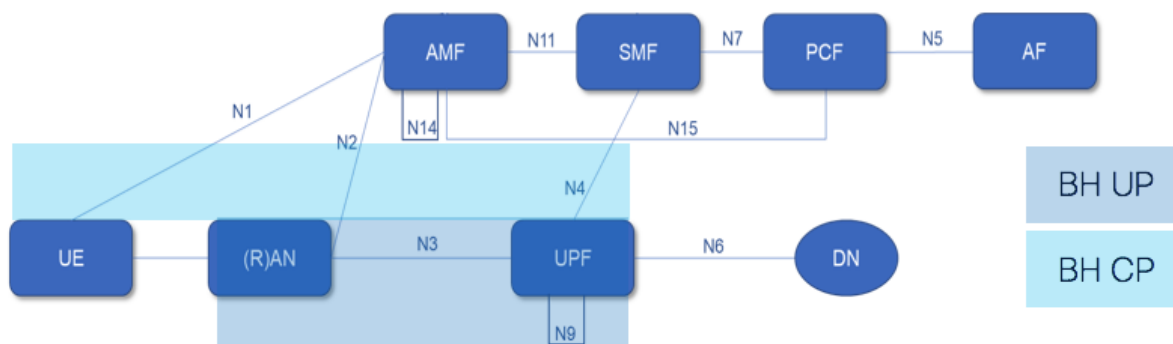 AMF
N11
SMF
N7
PCF
N5
AF
N1
N14
N15
N2
N4
BH UP
UE
(R)AN
N3
UPF
N6
DN
BH CP
N9